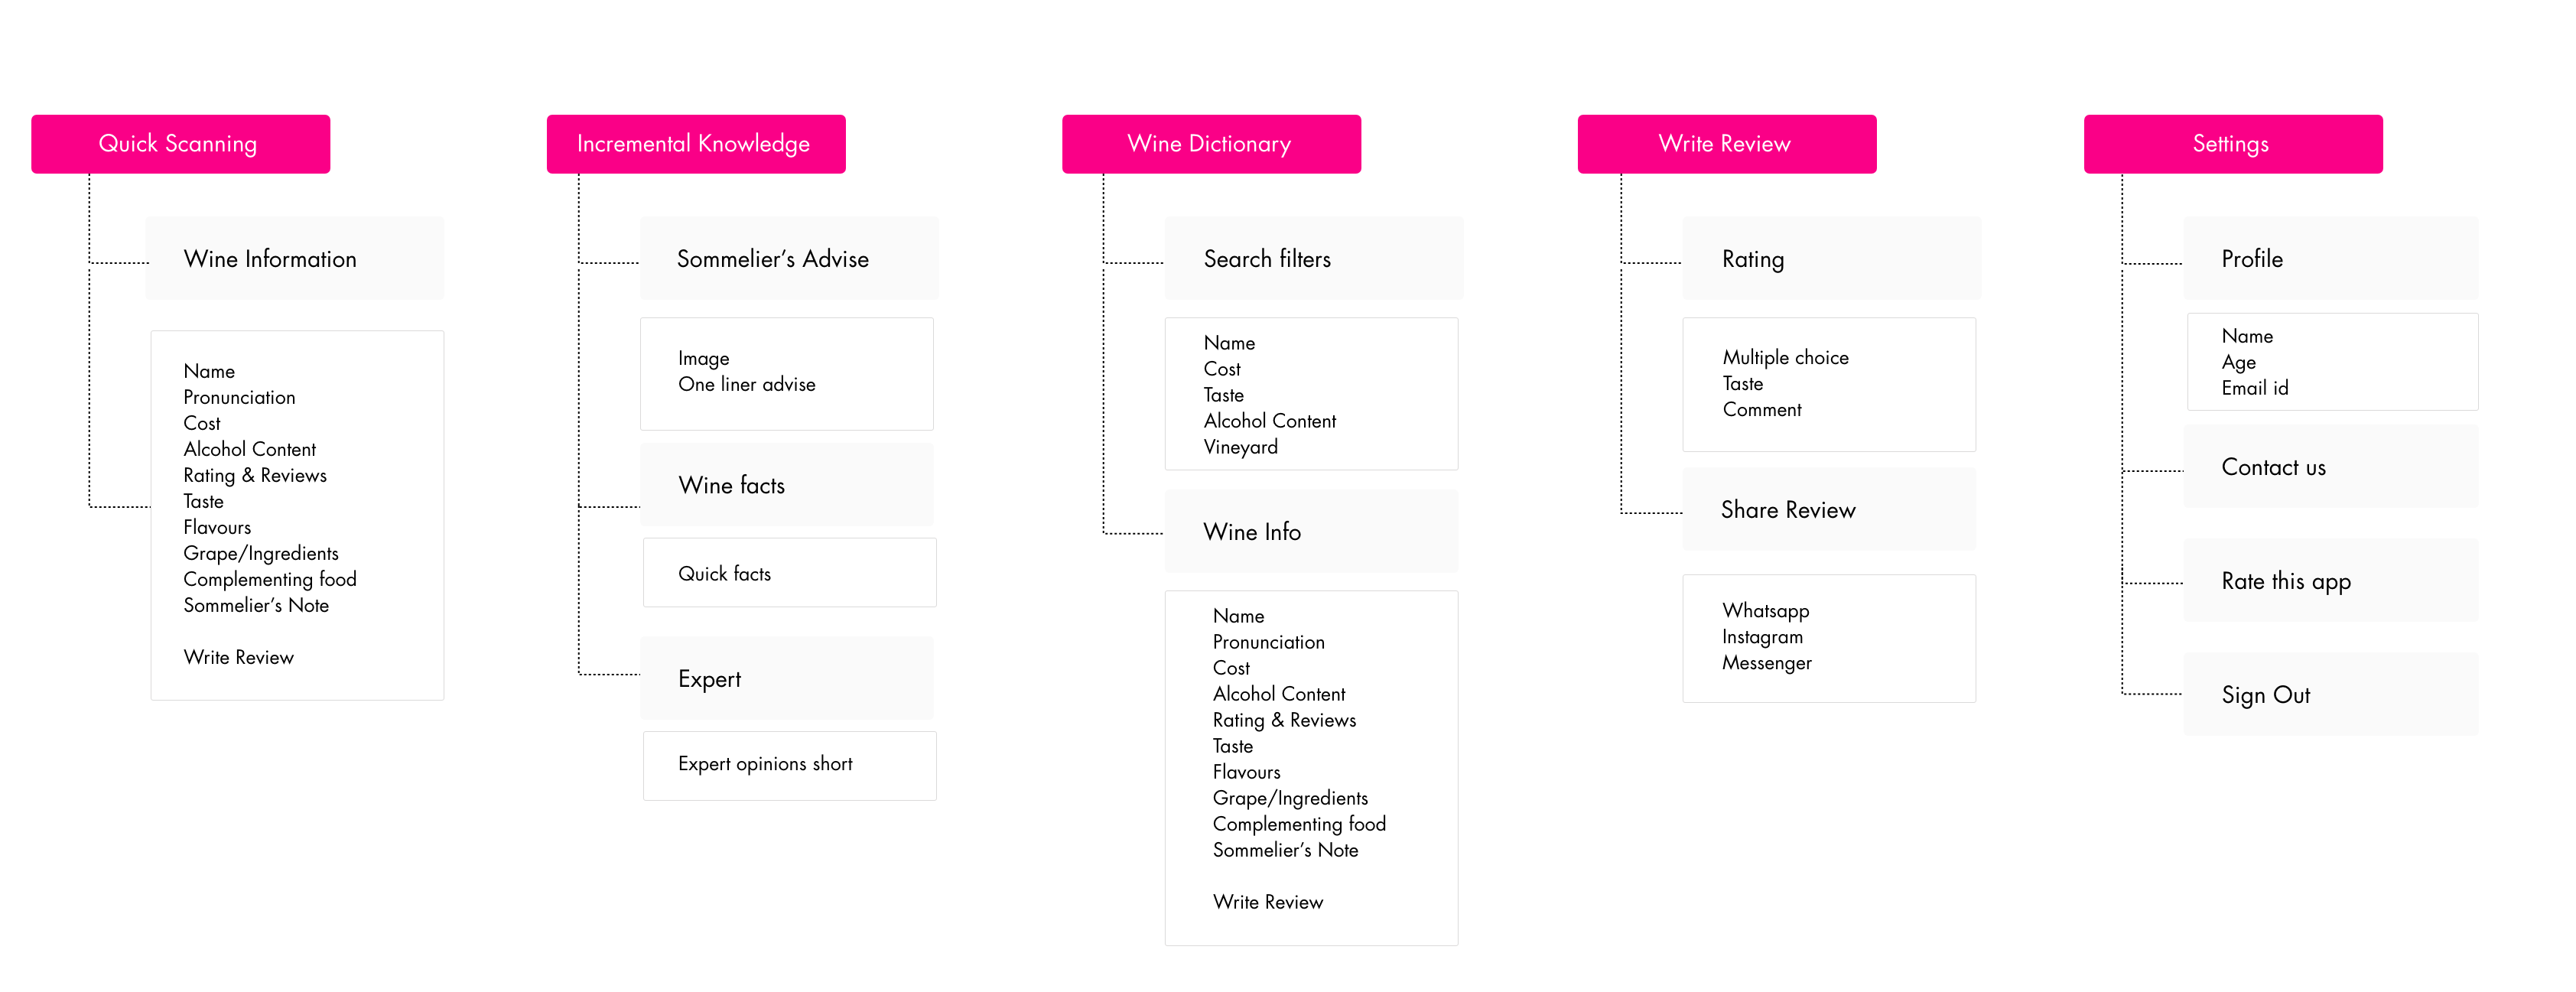 Quick Scanning
Wine Information
Name
Pronunciation
Cost
Alcohol Content
Rating & Reviews
Taste
Flavours
Grape/Ingredients
Complementing food
Sommelier’s Note
Write Review
Incremental Knowledge
Sommelier’s Advise
Image
One liner advise
Wine facts
Quick facts
Expert
Expert opinions short
Wine Dictionary
Search filters
Name
Cost
Taste
Alcohol Content
Vineyard
Wine Info
Name
Pronunciation
Cost
Alcohol Content
Rating & Reviews
Taste
Flavours
Grape/Ingredients
Complementing food
Sommelier’s Note
Write Review
Write Review
Rating
Multiple choice
Taste
Comment
Share Review
Whatsapp
Instagram
Messenger
Settings
Profile
Name
Age
Email id
Contact us
Rate this app
Sign Out